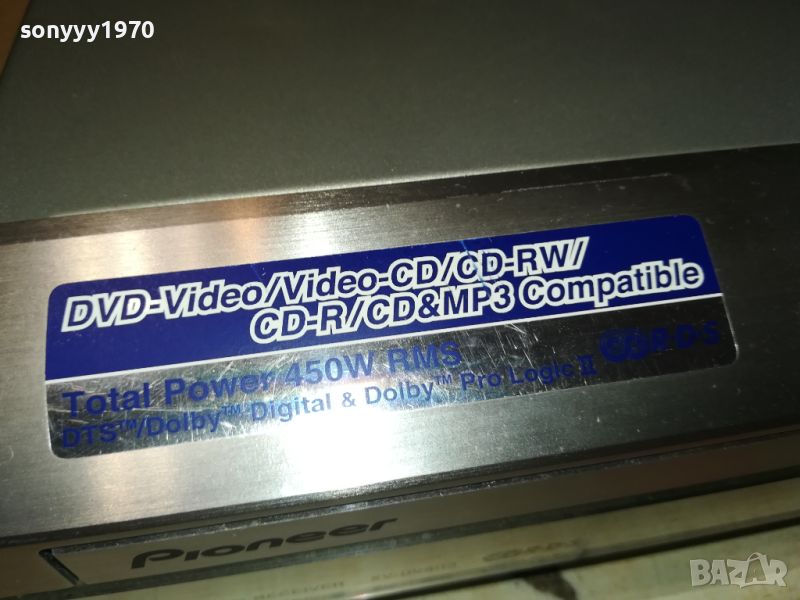 sonyyy1970
DVD-Video/Video-CD/CD-RW/
CD-R/CD&MP3 Compatible
Total Power 450W RMS
R·D·S
DTS™/Dolby™ Digital & Dolby™ Pro Logic II
Pioneer
bazar